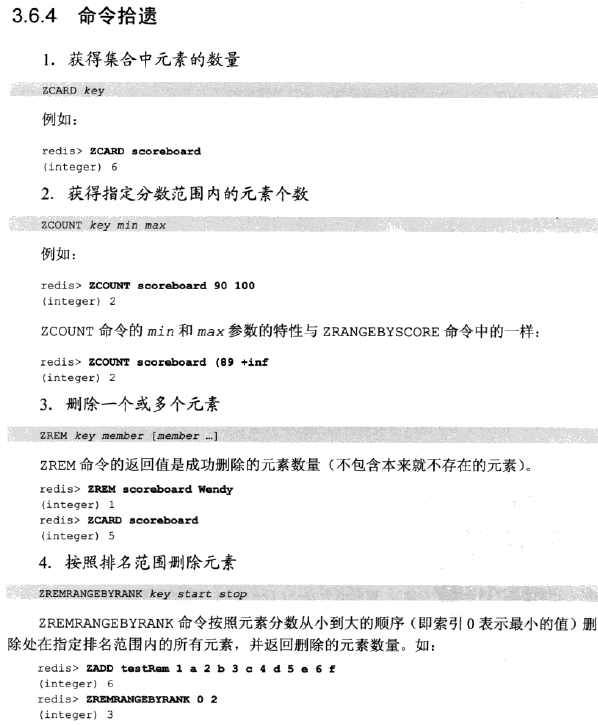 3.6.4 命令拾遗
1. 获得集合中元素的数量
ZCARD key
例如：
redis> ZCARD scoreboard
(integer) 6
2. 获得指定分数范围内的元素个数
ZCOUNT key min max
例如：
redis> ZCOUNT scoreboard 90 100
(integer) 2
ZCOUNT 命令的 min 和 max 参数的特性与 ZRANGEBYSCORE 命令中的一样：
redis> ZCOUNT scoreboard (89 +inf
(integer) 2
3. 删除一个或多个元素
ZREM key member [member …]
ZREM 命令的返回值是成功删除的元素数量（不包含本来就不存在的元素）。
redis> ZREM scoreboard Wendy
(integer) 1
redis> ZCARD scoreboard
(integer) 5
4. 按照排名范围删除元素
ZREMRANGEBYRANK key start stop
ZREMRANGEBYRANK 命令按照元素分数从小到大的顺序（即索引 0 表示最小的值）删
除处在指定排名范围内的所有元素，并返回删除的元素数量。如：
redis> ZADD testRem 1 a 2 b 3 c 4 d 5 e 6 f
(integer) 6
redis> ZREMRANGEBYRANK 0 2
(integer) 3